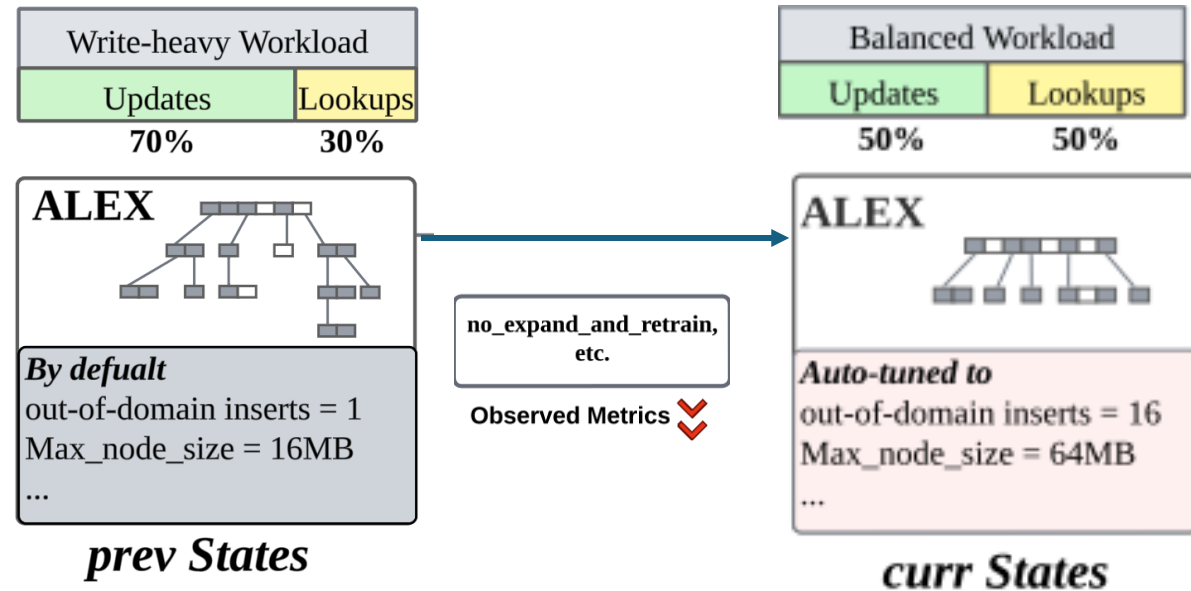 Write-heavy Workload
Updates
Lookups
70%
30%
ALEX
By defualt
out-of-domain inserts = 1
Max_node_size = 16MB
...
prev States
no_expand_and_retrain,
etc.
Observed Metrics
Balanced Workload
Updates
Lookups
50%
50%
ALEX
Auto-tuned to
out-of-domain inserts = 16
Max_node_size = 64MB
...
curr States